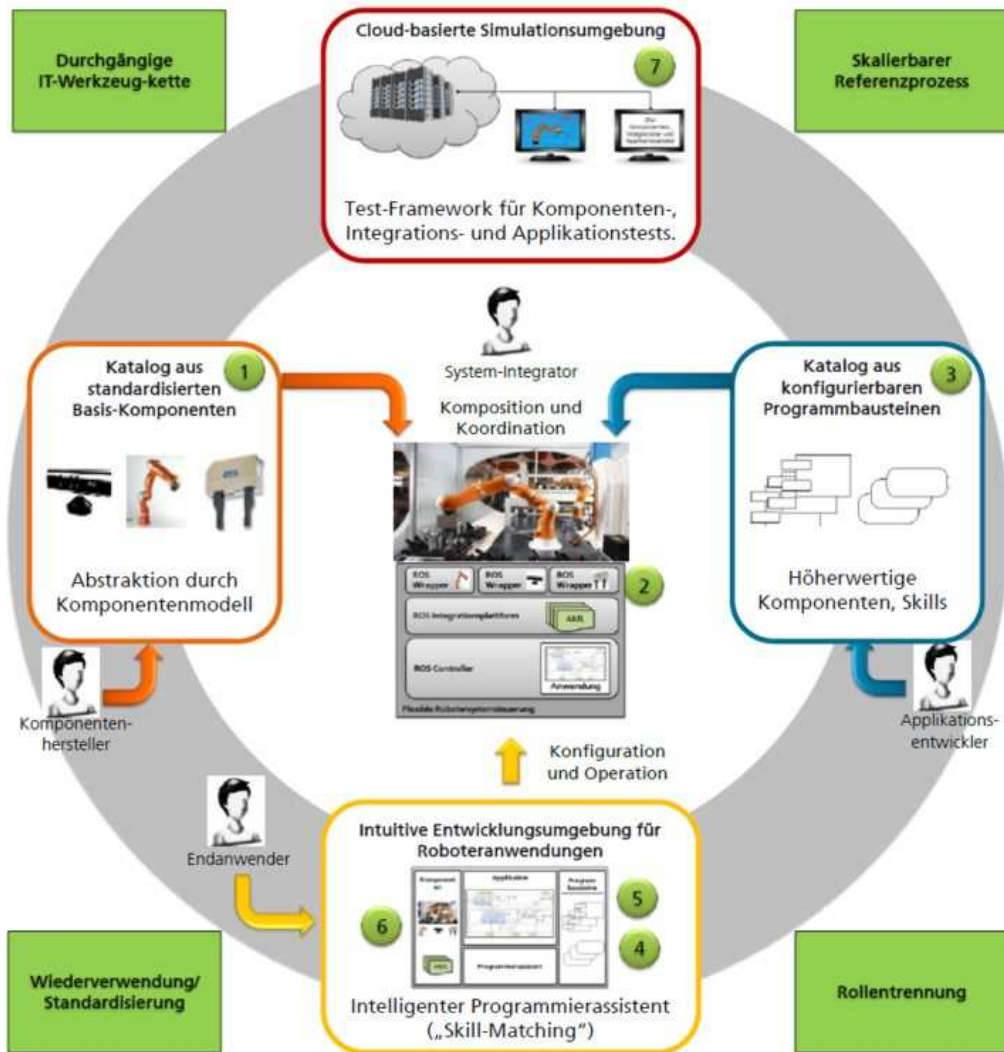 Durchgängige
IT-Werkzeug-kette
Cloud-basierte Simulationsumgebung
7
Test-Framework für Komponenten-,
Integrations- und Applikationstests.
Skalierbarer
Referenzprozess
Katalog aus
standardisierten
Basis-Komponenten
1
Abstraktion durch
Komponentenmodell
Komponenten-
hersteller
System-Integrator
Komposition und
Koordination
ROS
Wrapper
ROS
Wrapper
ROS
Wrapper
2
ROS Integrationsplattform
ROS Controller
Anwendung
Flexible Robotersystemsteuerung
Katalog aus
konfigurierbaren
Programmbausteinen
3
Höherwertige
Komponenten, Skills
Applikations-
entwickler
Konfiguration
und Operation
Endanwender
Intuitive Entwicklungsumgebung für
Roboteranwendungen
Applikation
5
6
4
Programmierassistent
Intelligenter Programmierassistent
(„Skill-Matching“)
Wiederverwendung/
Standardisierung
Rollentrennung